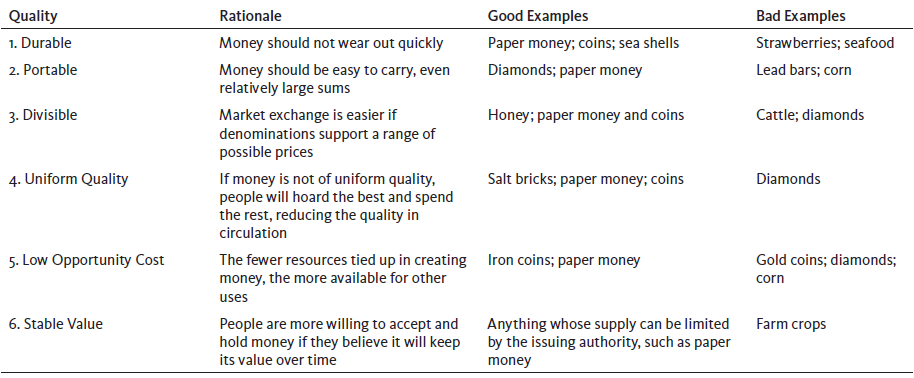 Quality Rationale Good Examples Bad Examples
1. Durable Money should not wear out quickly Paper money; coins; sea shells Strawberries; seafood
2. Portable Money should be easy to carry, even Diamonds; paper money Lead bars; corn
relatively large sums
3. Divisible Market exchange is easier if Honey; paper money and coins Cattle; diamonds
denominations support a range of
possible prices
4. Uniform Quality If money is not of uniform quality, Salt bricks; paper money; coins Diamonds
people will hoard the best and spend
the rest, reducing the quality in
circulation
5. Low Opportunity Cost The fewer resources tied up in creating Iron coins; paper money Gold coins; diamonds;
money, the more available for other corn
uses
6. Stable Value People are more willing to accept and Anything whose supply can be limited Farm crops
hold money if they believe it will keep by the issuing authority, such as paper
its value over time money